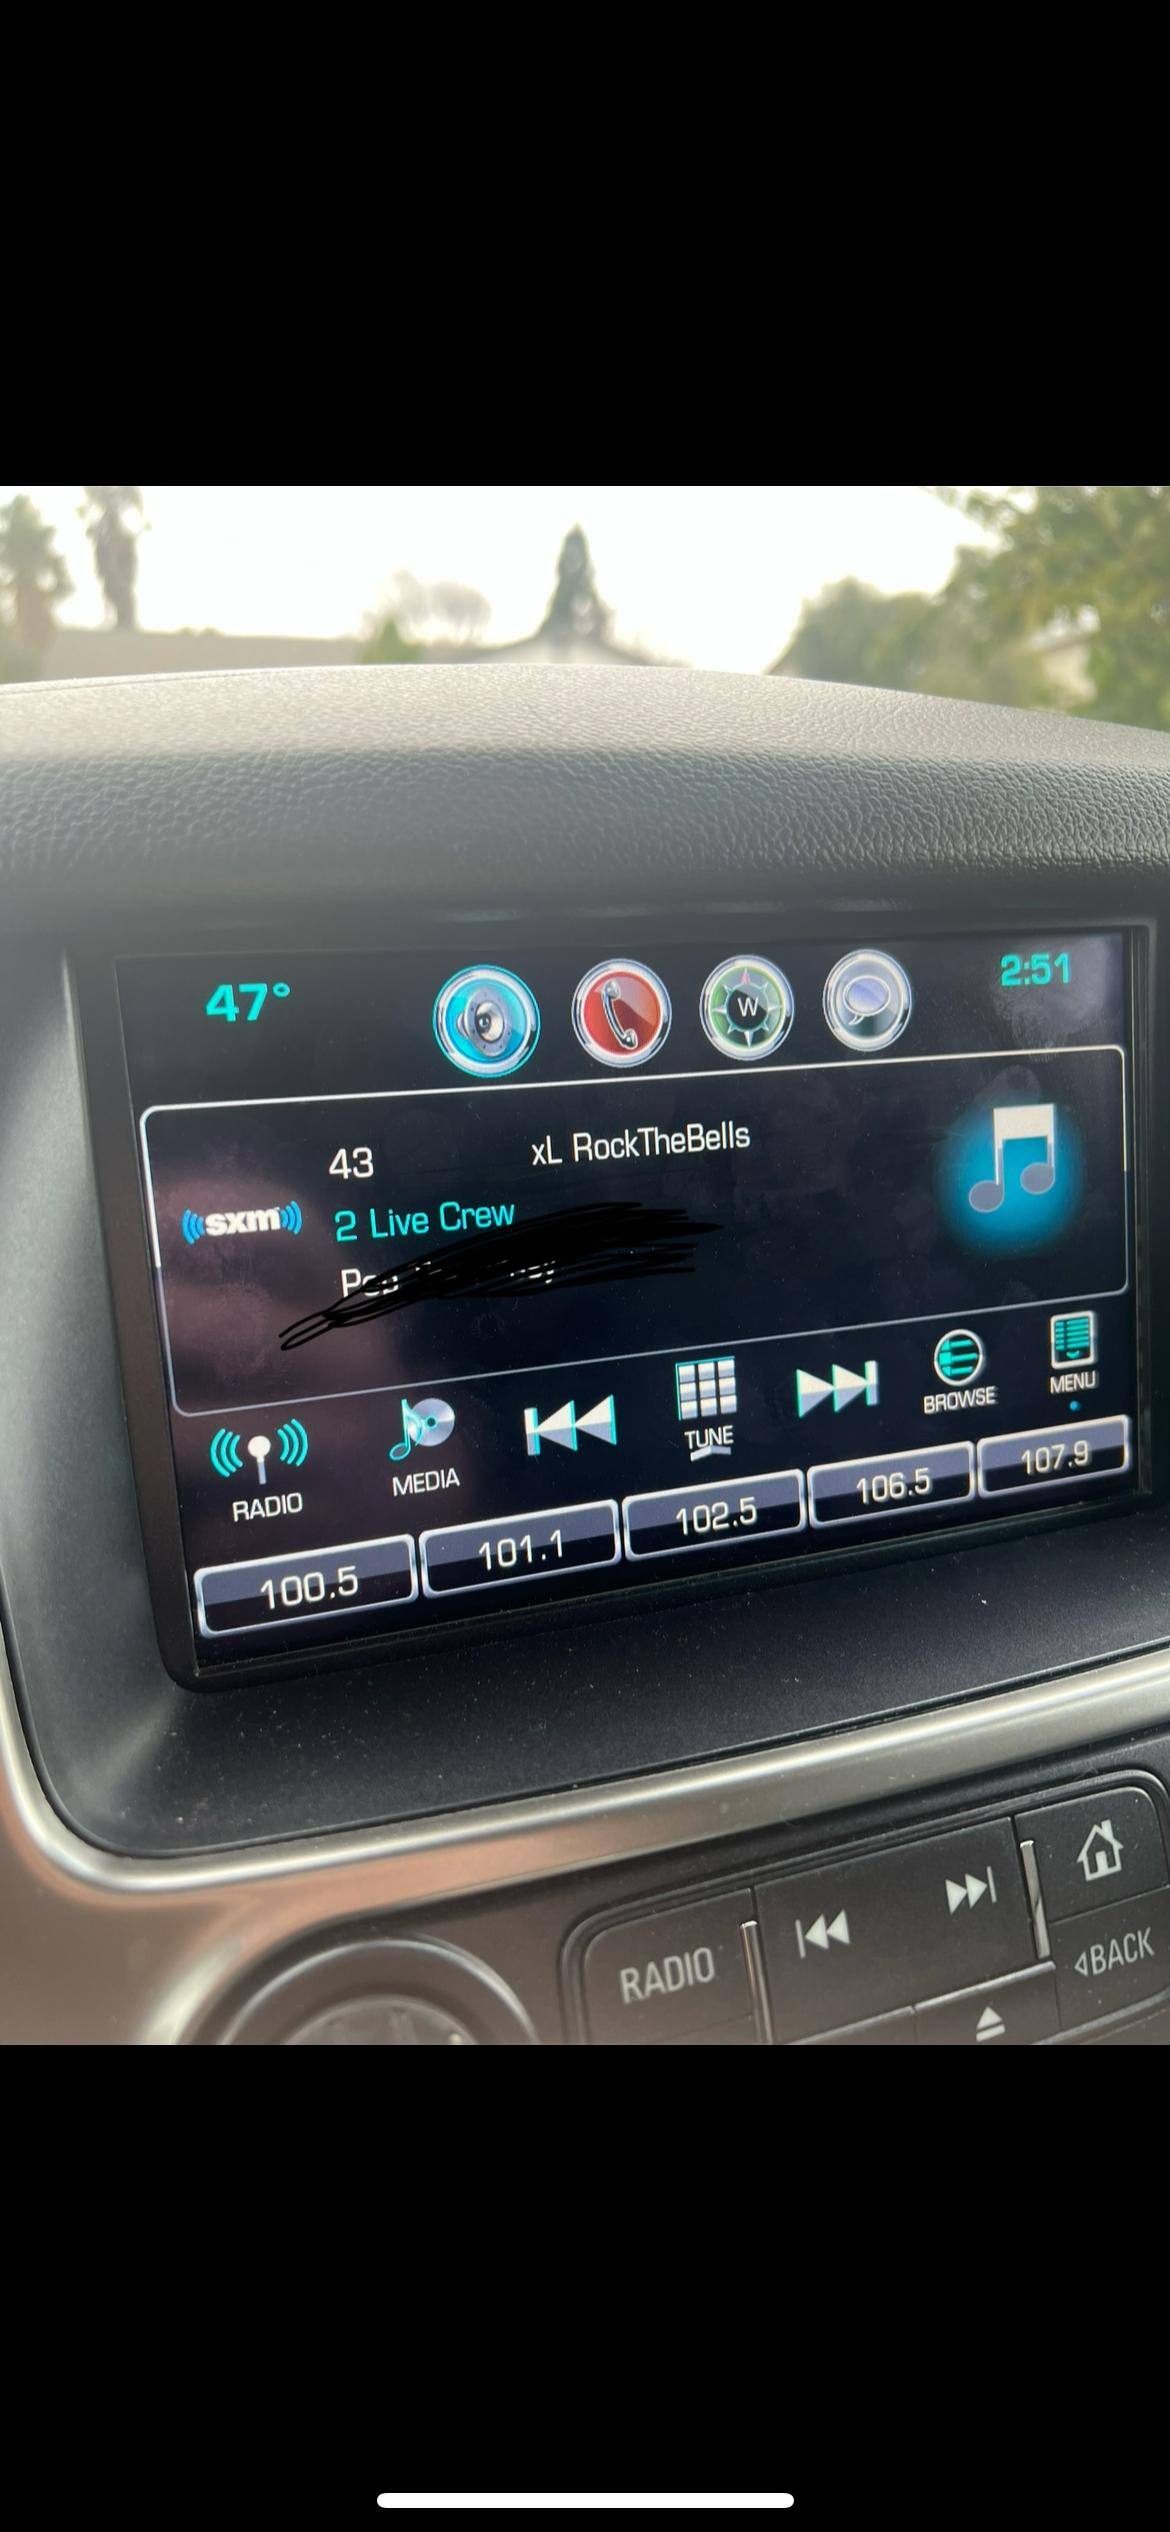 47°
W
2:51
43 xL RockTheBells
((sxm))
2 Live Crew
RADIO
MEDIA
TUNE
BROWSE
MENU
100.5
101.1
102.5
106.5
107.9
RADIO
BACK